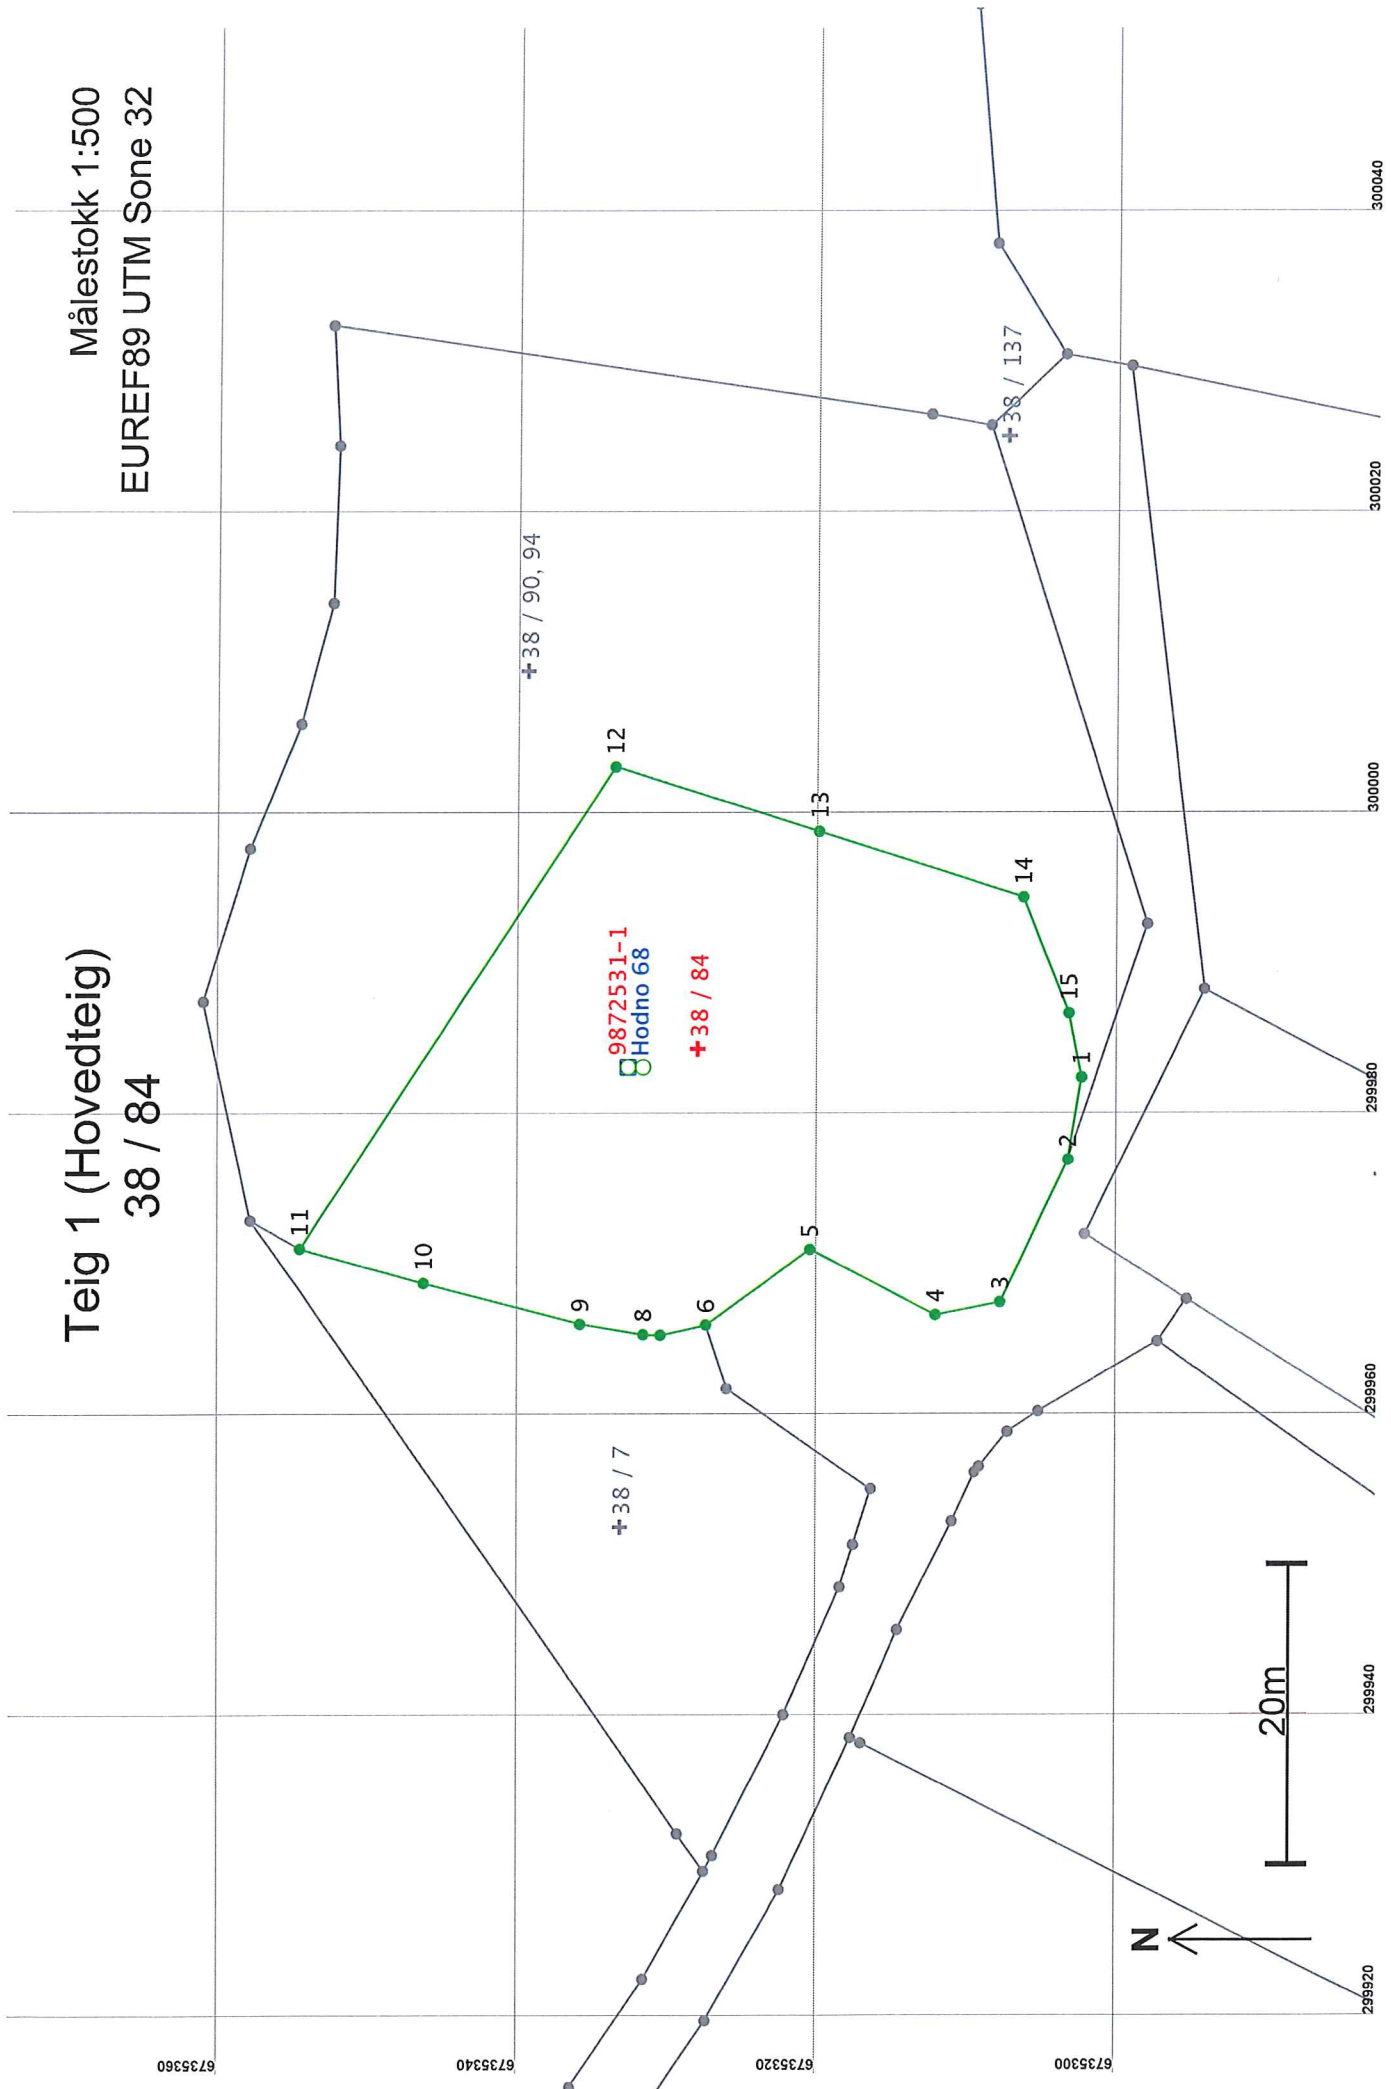 Teig 1 (Hovedteig)
38 / 84
Målestokk 1:500
EUREF89 UTM Sone 32
6735360
6735340
6735320
6735300
11
10
9
8
6
5
4
3
2
1
15
14
13
12
9872531-1
Hodno 68
+38 / 84
+38 / 90, 94
+38 / 137
+38 / 7
N
20m
299920
299940
299960
299980
300000
300020
300040